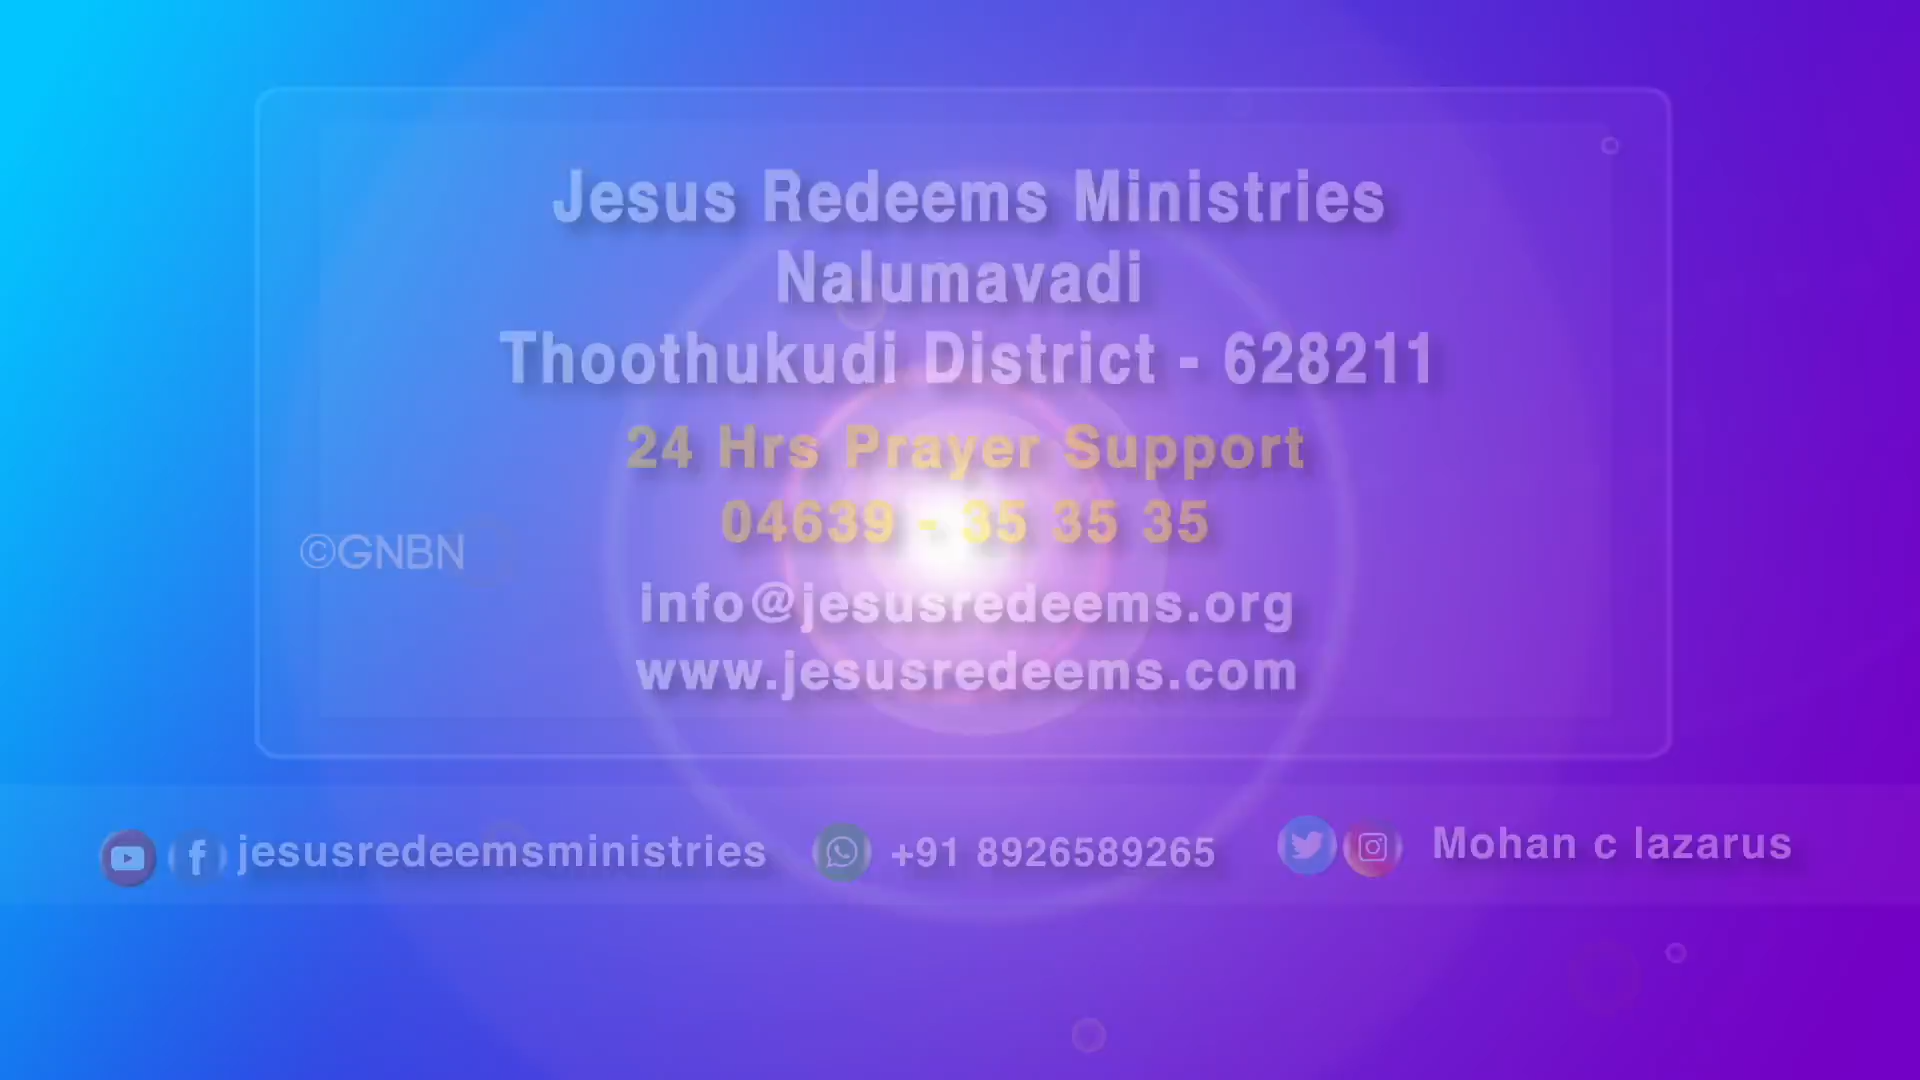 Jesus Redeems Ministries
Nalumavadi
Thoothukudi District - 628211
24 Hrs Prayer Support
04639 - 35 35 35
©GNBN
info@jesusredeems.org
www.jesusredeems.com
jesusredeemsministries +91 8926589265 Mohan c lazarus